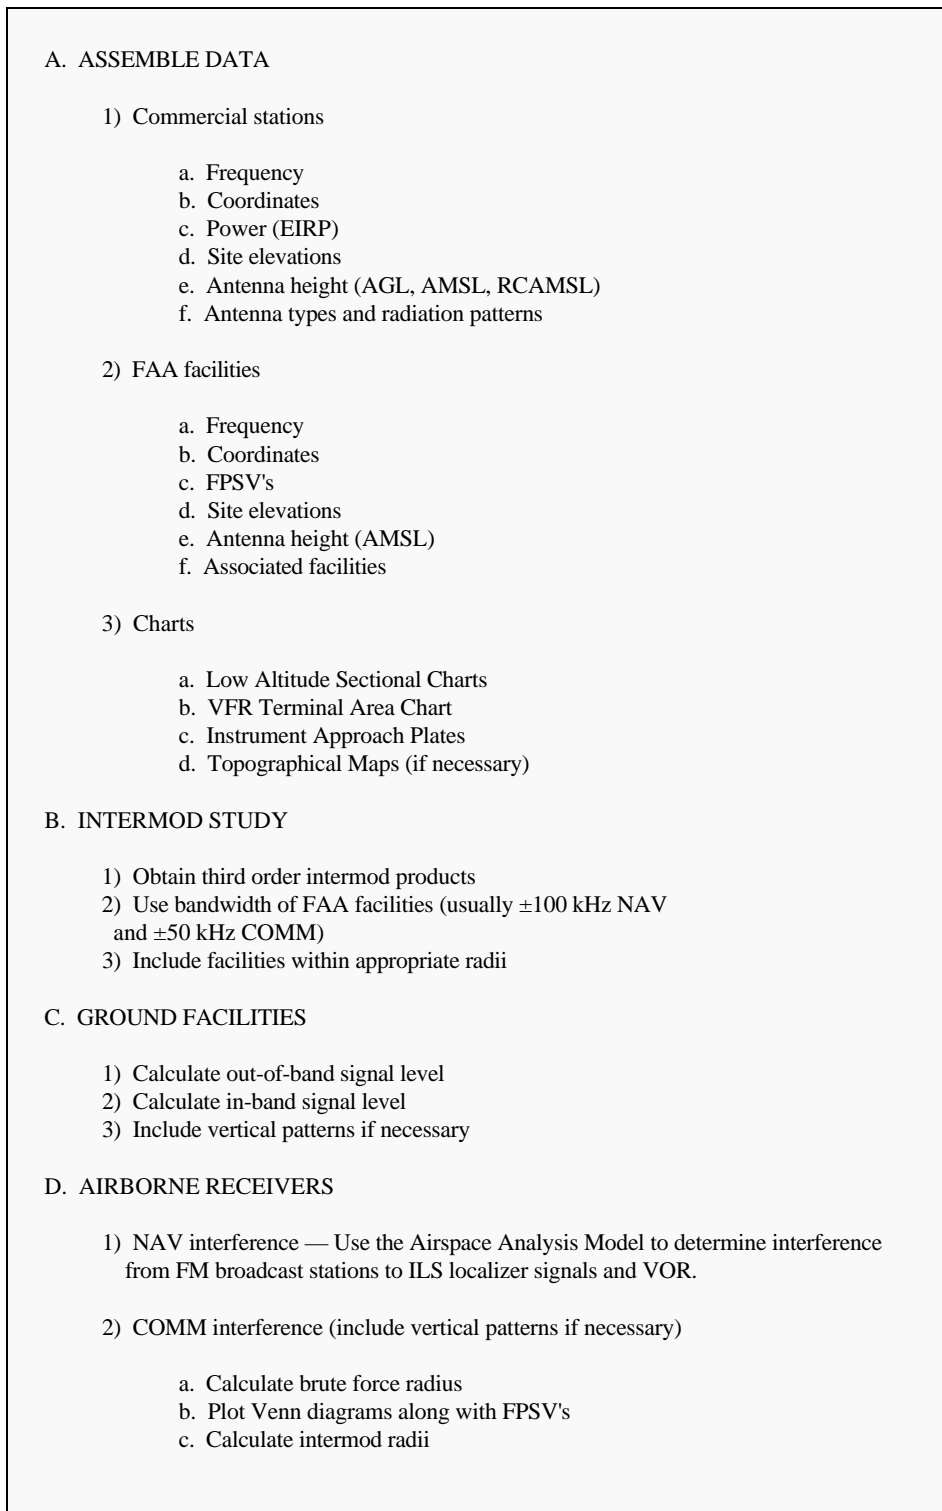 A. ASSEMBLE DATA
1) Commercial stations
a. Frequency
b. Coordinates
c. Power (EIRP)
d. Site elevations
e. Antenna height (AGL, AMSL, RCAMSL)
f. Antenna types and radiation patterns
2) FAA facilities
a. Frequency
b. Coordinates
c. FPSV's
d. Site elevations
e. Antenna height (AMSL)
f. Associated facilities
3) Charts
a. Low Altitude Sectional Charts
b. VFR Terminal Area Chart
c. Instrument Approach Plates
d. Topographical Maps (if necessary)
B. INTERMOD STUDY
1) Obtain third order intermod products
2) Use bandwidth of FAA facilities (usually ±100 kHz NAV
and ±50 kHz COMM)
3) Include facilities within appropriate radii
C. GROUND FACILITIES
1) Calculate out-of-band signal level
2) Calculate in-band signal level
3) Include vertical patterns if necessary
D. AIRBORNE RECEIVERS
1) NAV interference — Use the Airspace Analysis Model to determine interference
from FM broadcast stations to ILS localizer signals and VOR.
2) COMM interference (include vertical patterns if necessary)
a. Calculate brute force radius
b. Plot Venn diagrams along with FPSV's
c. Calculate intermod radii